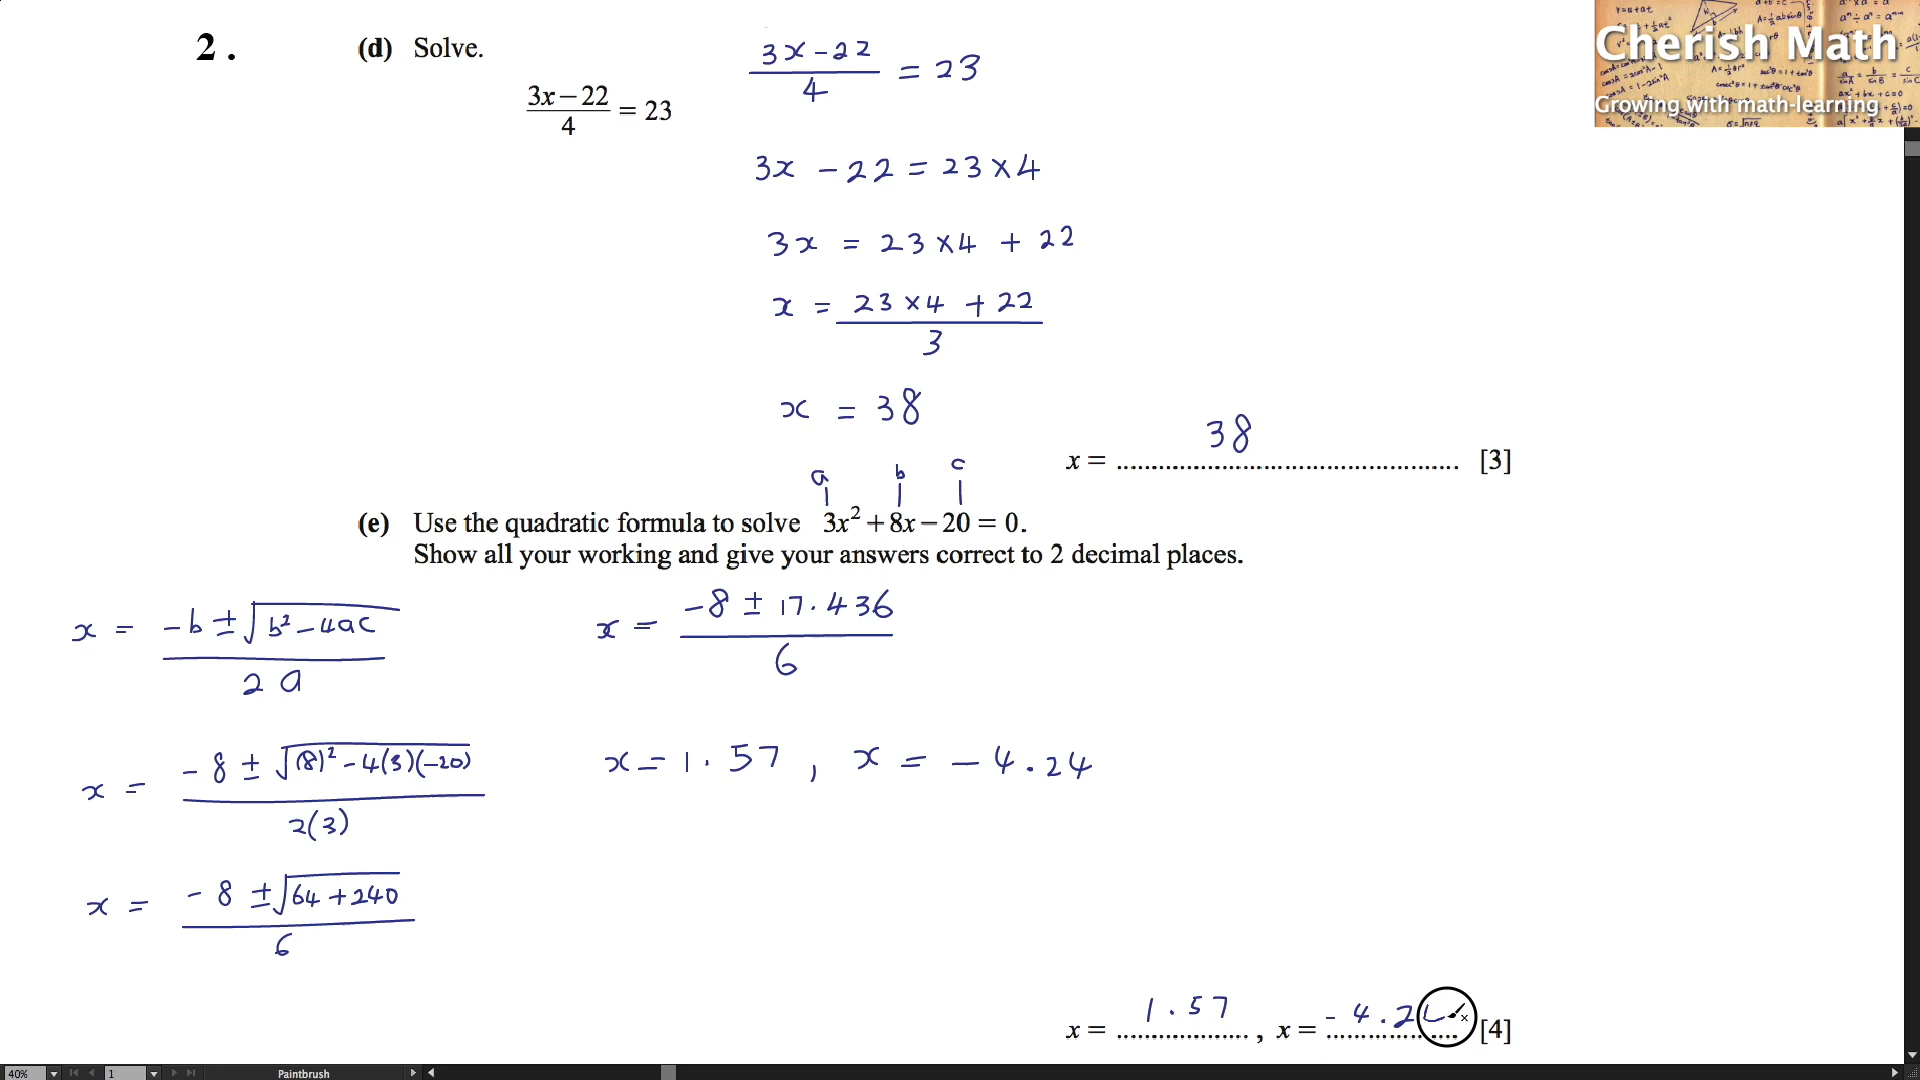 2 .
(d) Solve.
3x – 22 / 4 = 23
3x - 22 / 4 = 23
3x - 22 = 23 × 4
3x = 23 × 4 + 22
x = 23 × 4 + 22 / 3
x = 38
38
x = ........................ [3]
a b c
(e) Use the quadratic formula to solve 3x² + 8x – 20 = 0.
Show all your working and give your answers correct to 2 decimal places.
x = -b ± √b² - 4ac / 2a
x = -8 ± √(8)² - 4(3)(-20) / 2(3)
x = -8 ± √64 + 240 / 6
x = -8 ± 17.436 / 6
x = 1.57 , x = -4.24
1.57 -4.2
x = .................... , x = .................... [4]
Cherish Math
Growing with math-learning
40% 1 Paintbrush